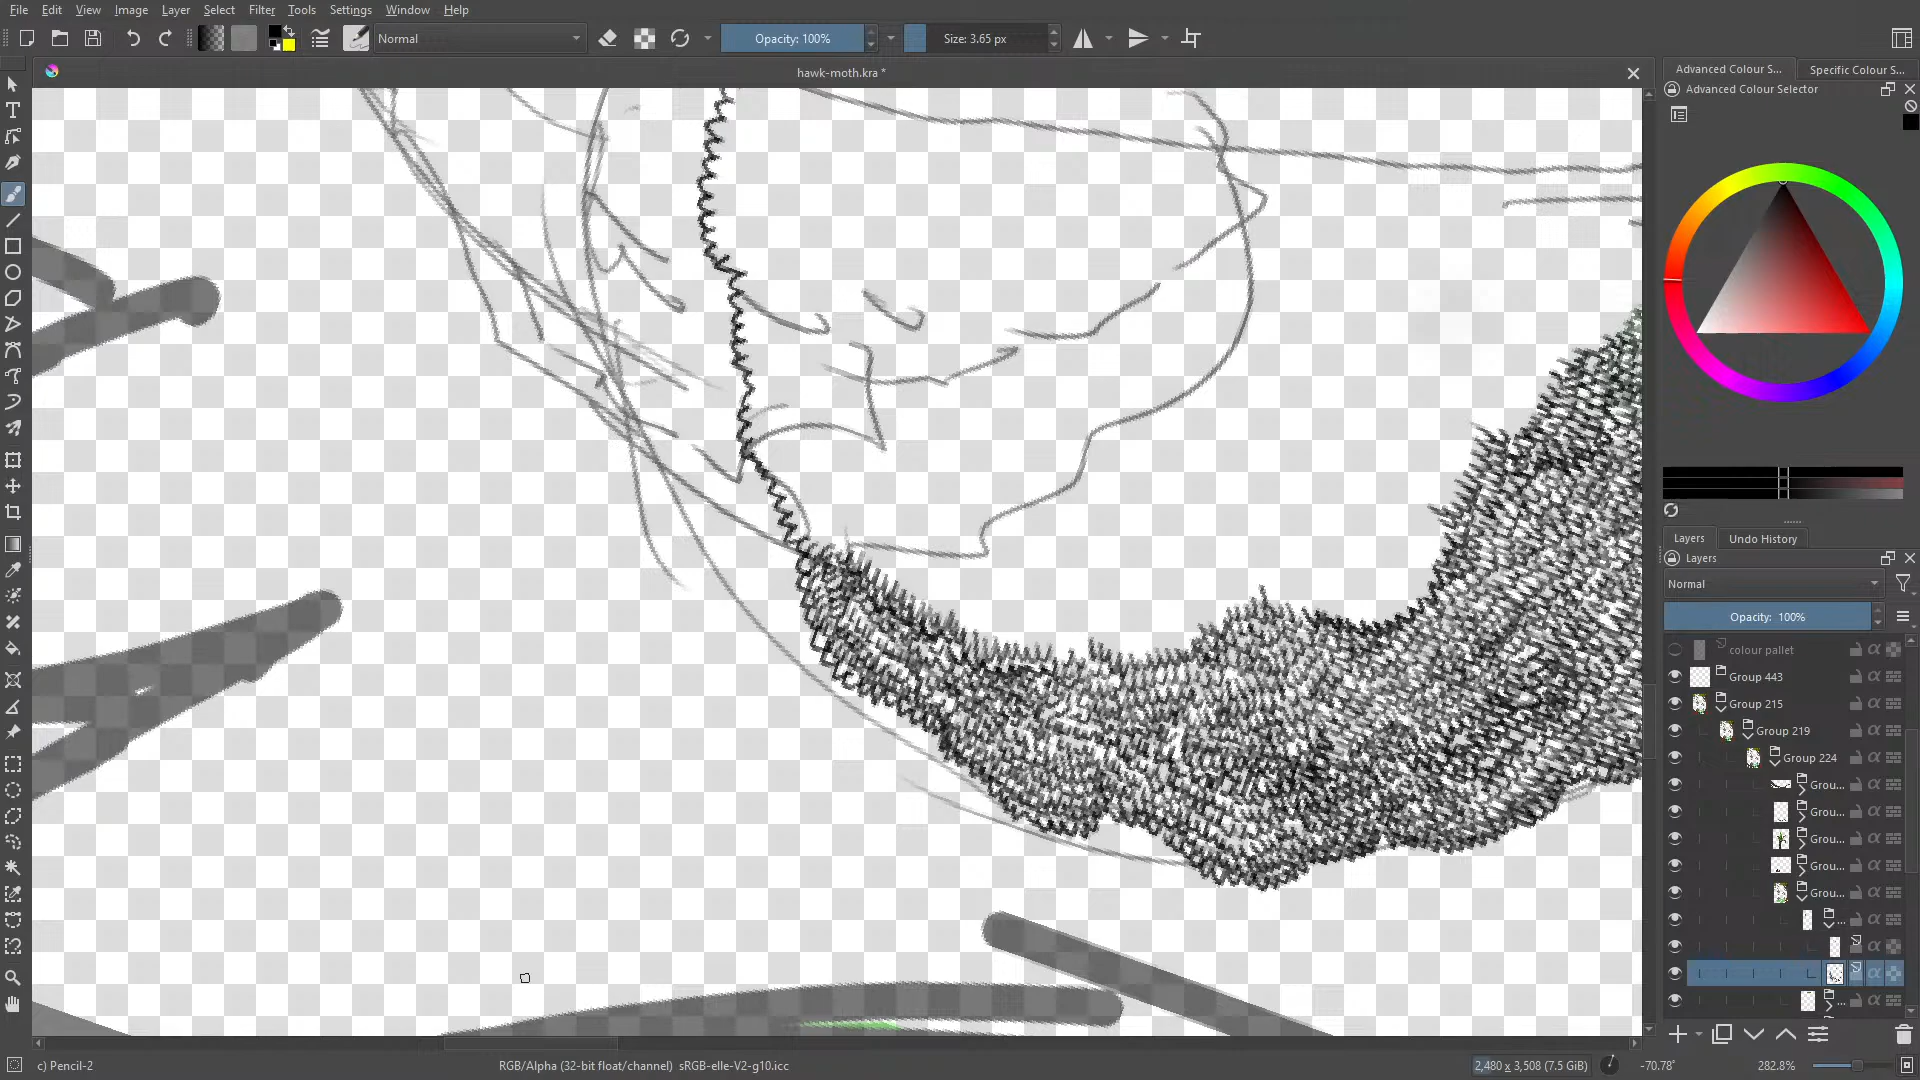 File Edit View Image Layer Select Filter Tools Settings Window Help
Normal Opacity: 100% Size: 3.65 px
hawk-moth.kra *
Advanced Colour S... Specific Colour S...
Advanced Colour Selector
Layers Undo History
Layers
Normal
Opacity: 100%
colour pallet
Group 443
Group 215
Group 219
Group 224
Grou...
Grou...
Grou...
Grou...
Grou...
...
...
c) Pencil-2 RGB/Alpha (32-bit float/channel) sRGB-elle-V2-g10.icc 2,480 x 3,508 (7.5 GiB) -70.78° 282.8%